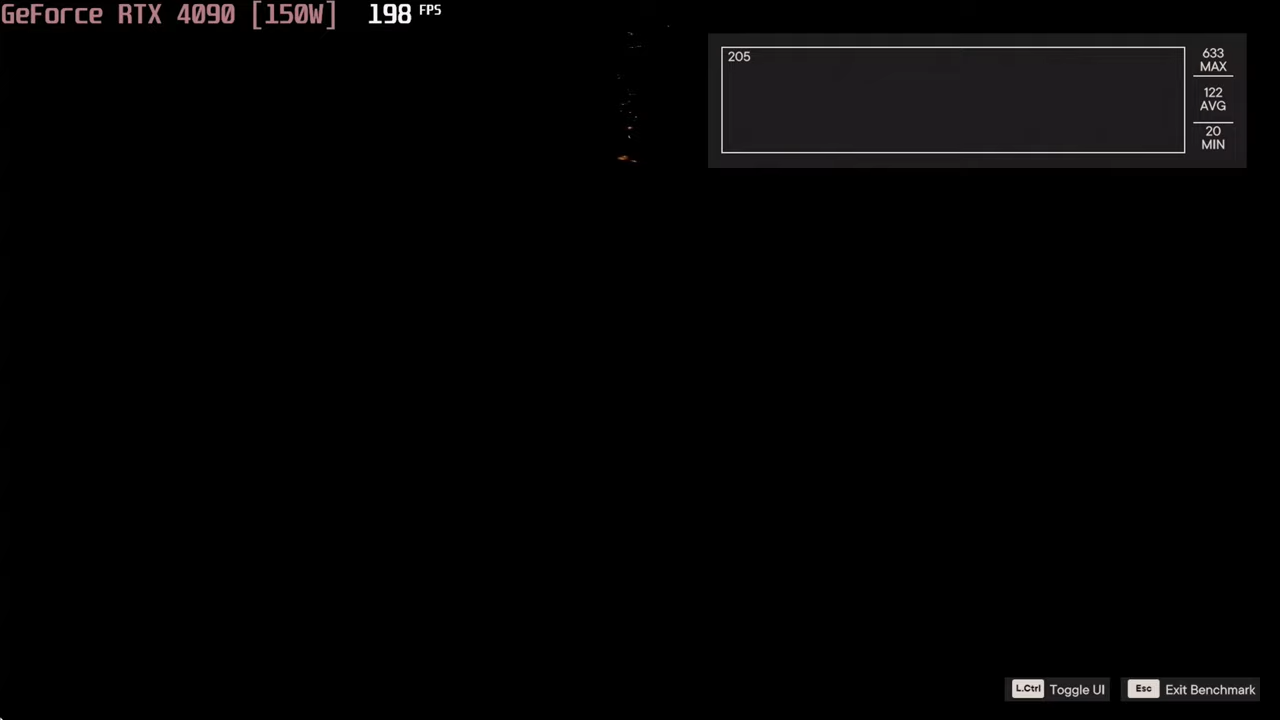 GeForce RTX 4090 [150W] 198 FPS
205
633
MAX
122
AVG
20
MIN
L.Ctrl Toggle UI Esc Exit Benchmark